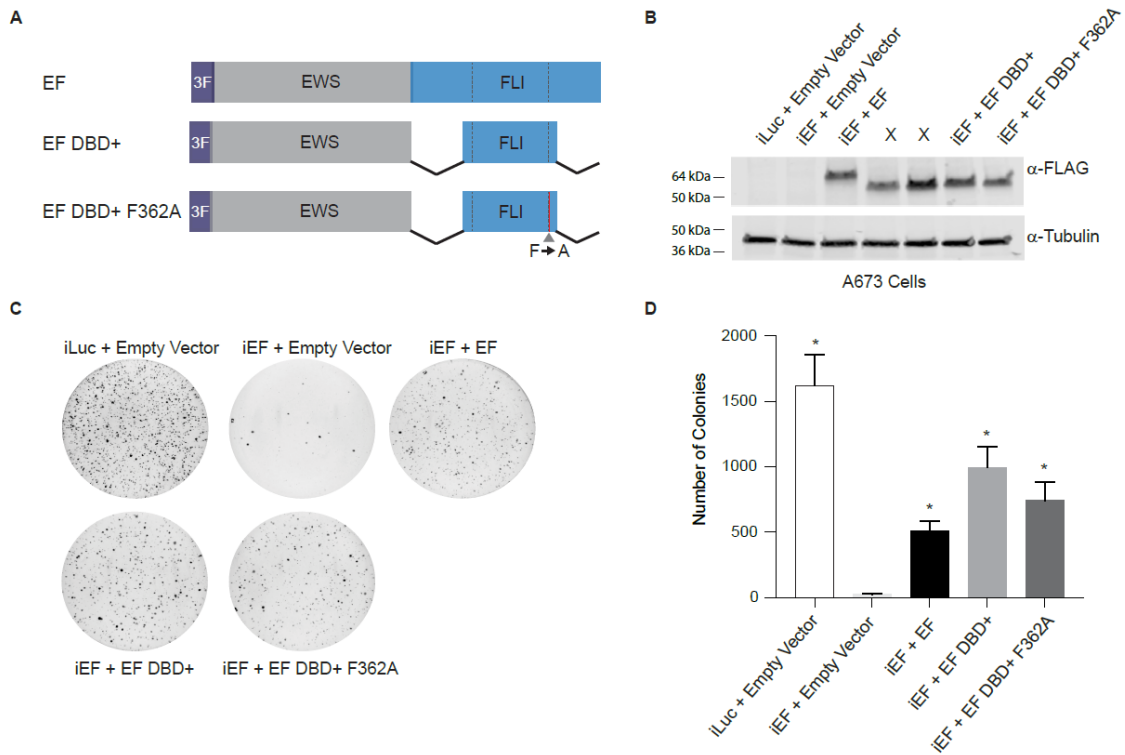 A
EF
3F
EWS
FLI
EF DBD+
3F
EWS
FLI
EF DBD+ F362A
3F
EWS
FLI
F A
B
iLuc + Empty Vector
iEF + Empty Vector
iEF + EF
X
X
iEF + EF DBD+
iEF + EF DBD+ F362A
64 kDa
50 kDa
α-FLAG
50 kDa
36 kDa
α-Tubulin
A673 Cells
C
iLuc + Empty Vector
iEF + Empty Vector
iEF + EF
iEF + EF DBD+
iEF + EF DBD+ F362A
D
Number of Colonies
2000
1500
1000
500
0
*
*
*
*
iLuc + Empty Vector
iEF + Empty Vector
iEF + EF
iEF + EF DBD+
iEF + EF DBD+ F362A